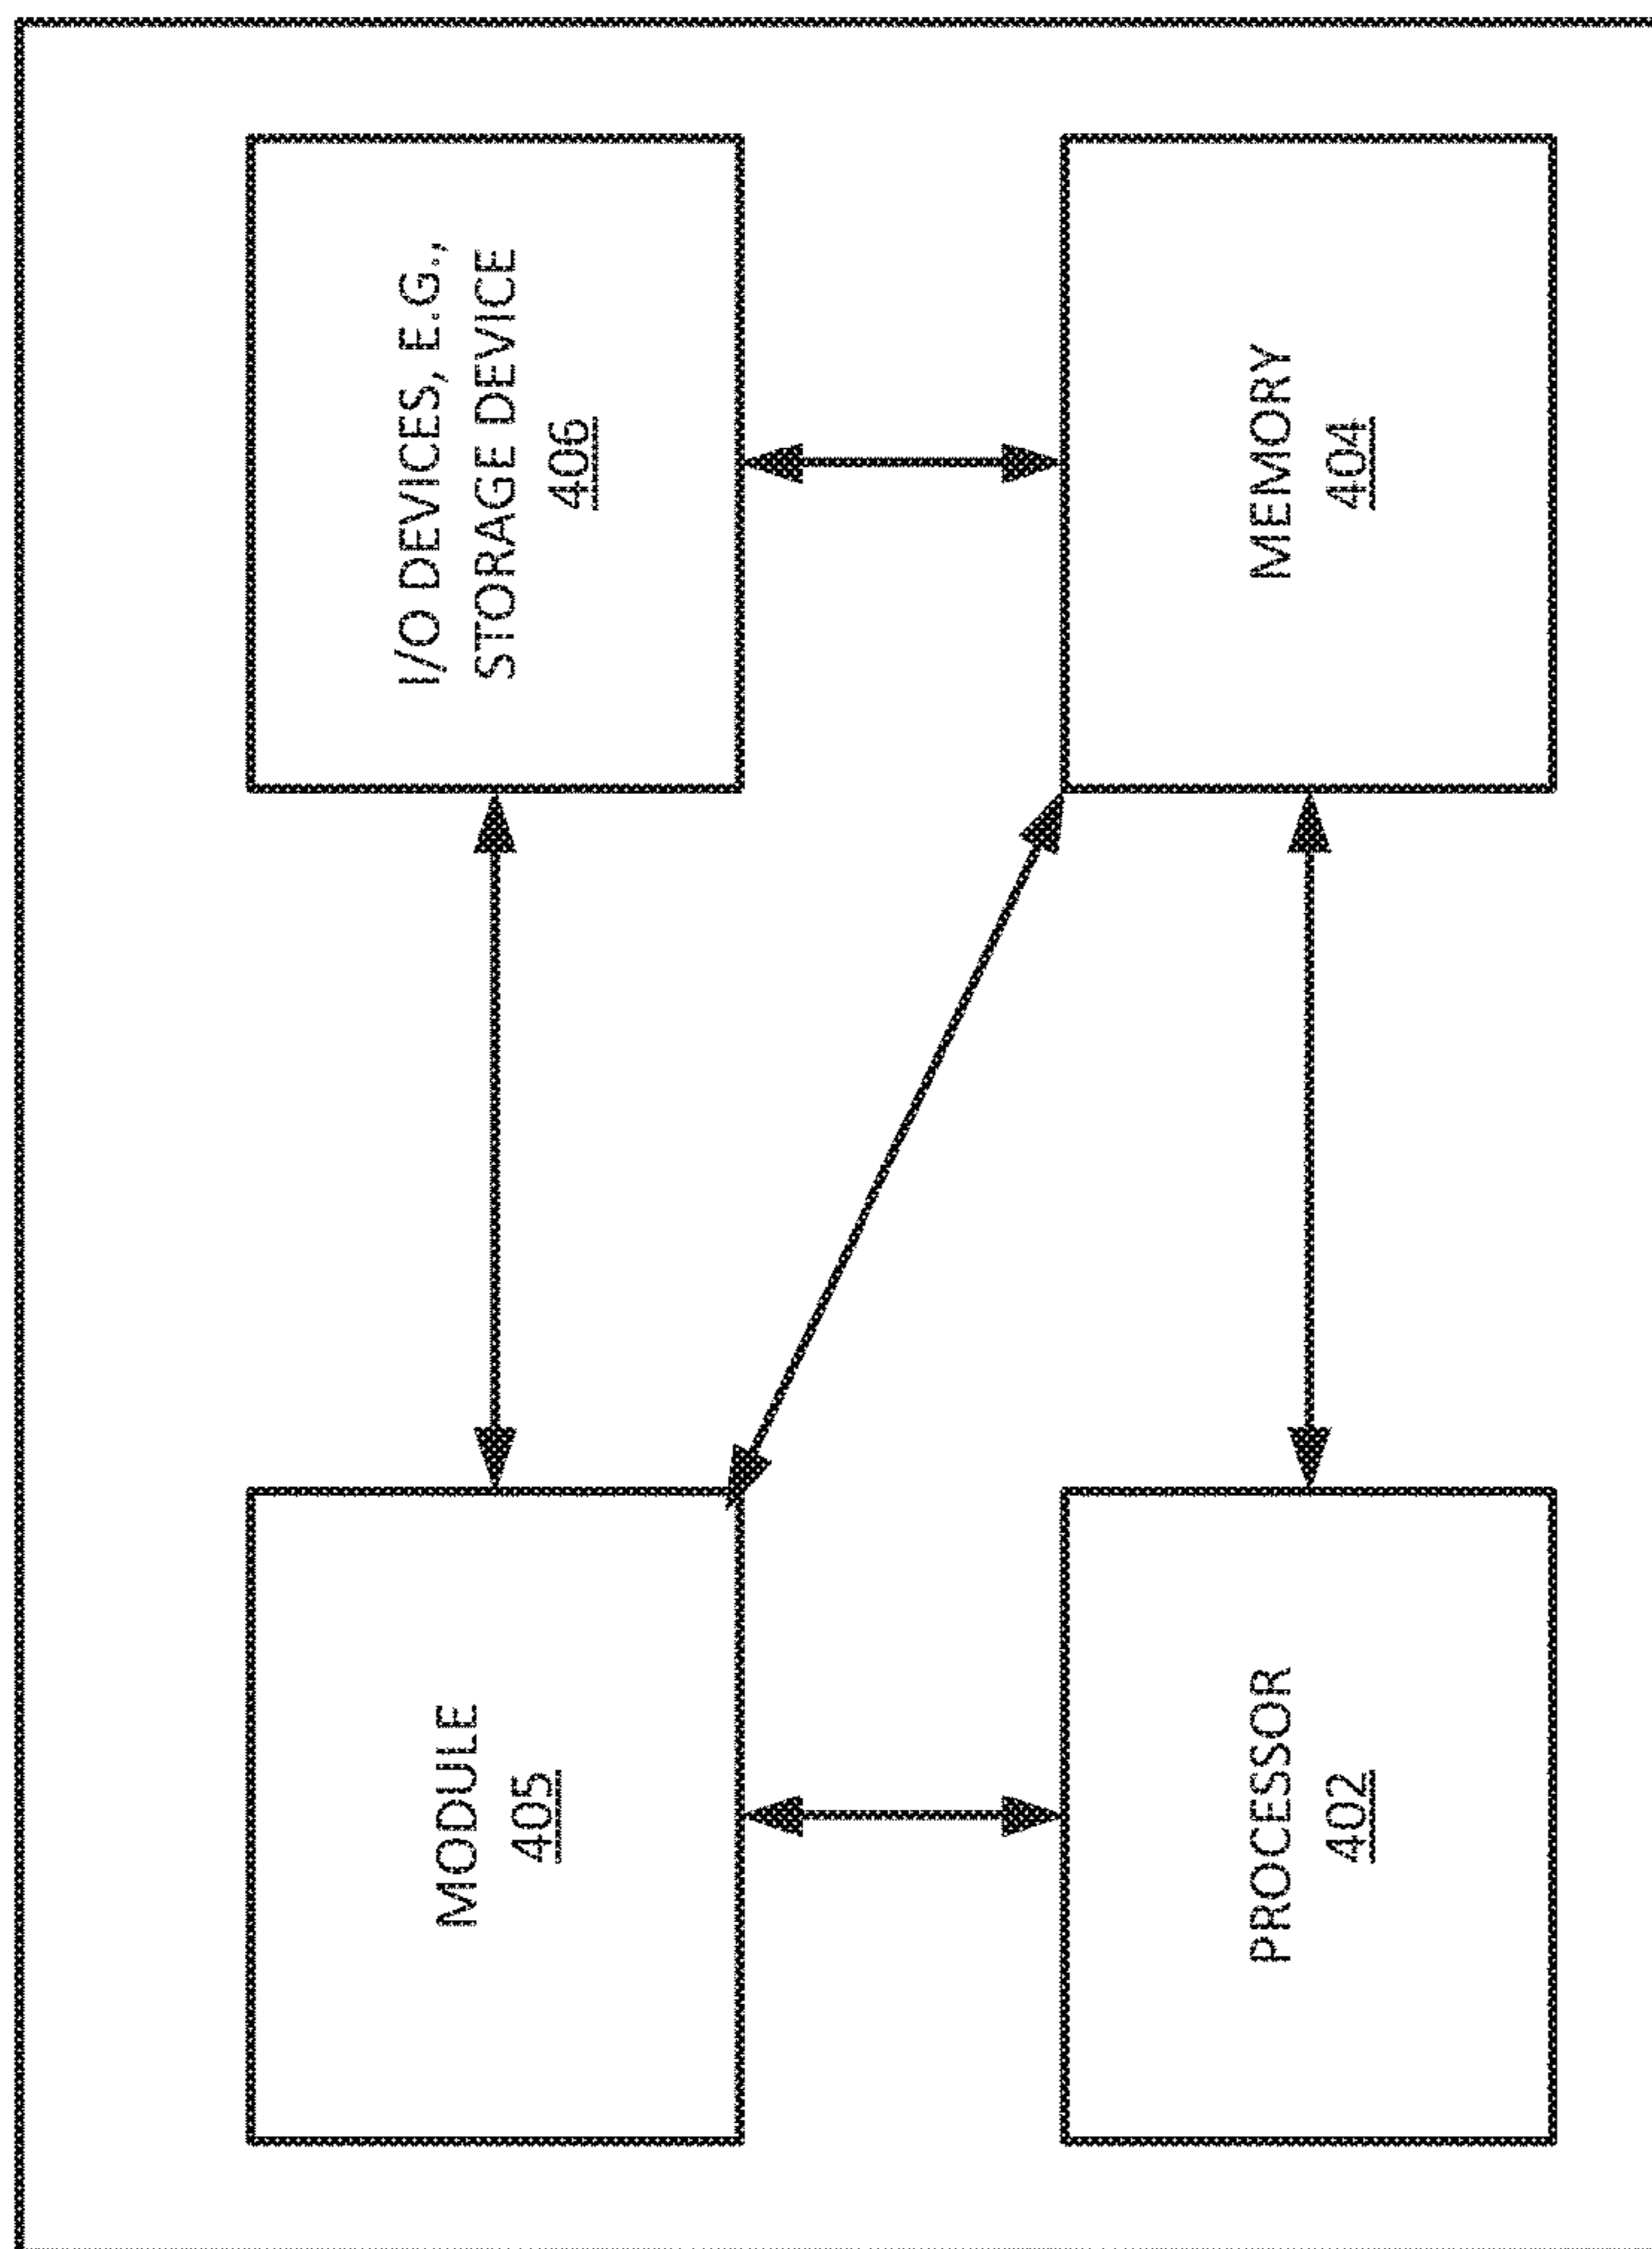 MODULE
405
I/O DEVICES, E.G.,
STORAGE DEVICE
406
PROCESSOR
402
MEMORY
404